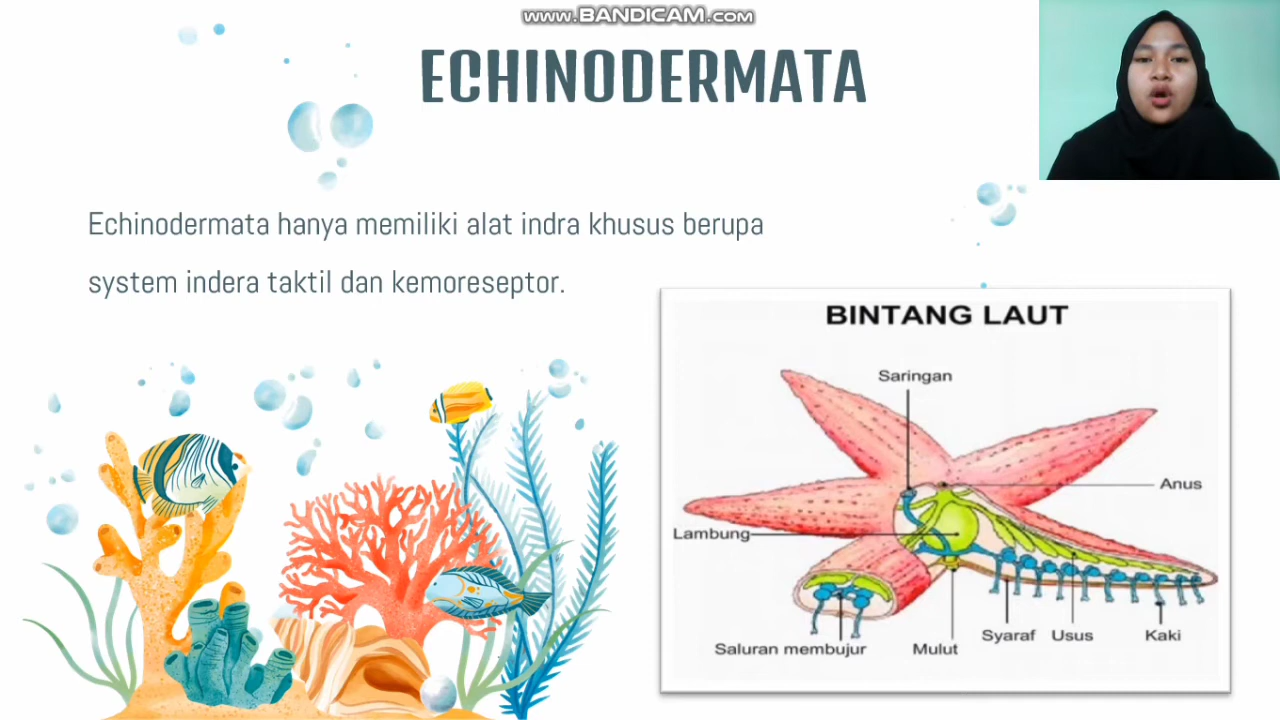 www.BANDICAM.com
ECHINODERMATA
Echinodermata hanya memiliki alat indra khusus berupa
system indera taktil dan kemoreseptor.
BINTANG LAUT
Saringan
Anus
Lambung
Saluran membujur
Mulut
Syaraf
Usus
Kaki